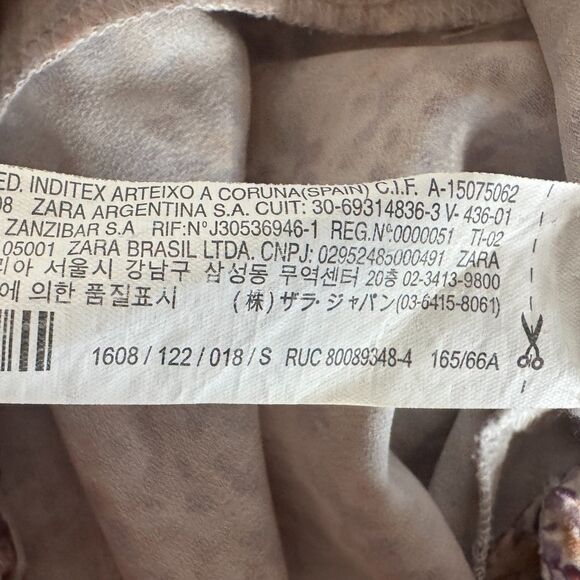 ED. INDITEX ARTEIXO A CORUNA(SPAIN) C.I.F. A-15075062
08 ZARA ARGENTINA S.A. CUIT: 30-69314836-3 V- 436-01
ZANZIBAR S.A RIF:NºJ30536946-1 REG.Nº0000051 TI-02
05001 ZARA BRASIL LTDA. CNPJ: 02952485000491 ZARA
리아 서울시 강남구 삼성동 무역센터 20층 02-3413-9800
에 의한 품질표시 (株) ザラ・ジャパン(03-6415-8061)
1608 / 122 / 018 / S RUC 80089348-4 165/66A